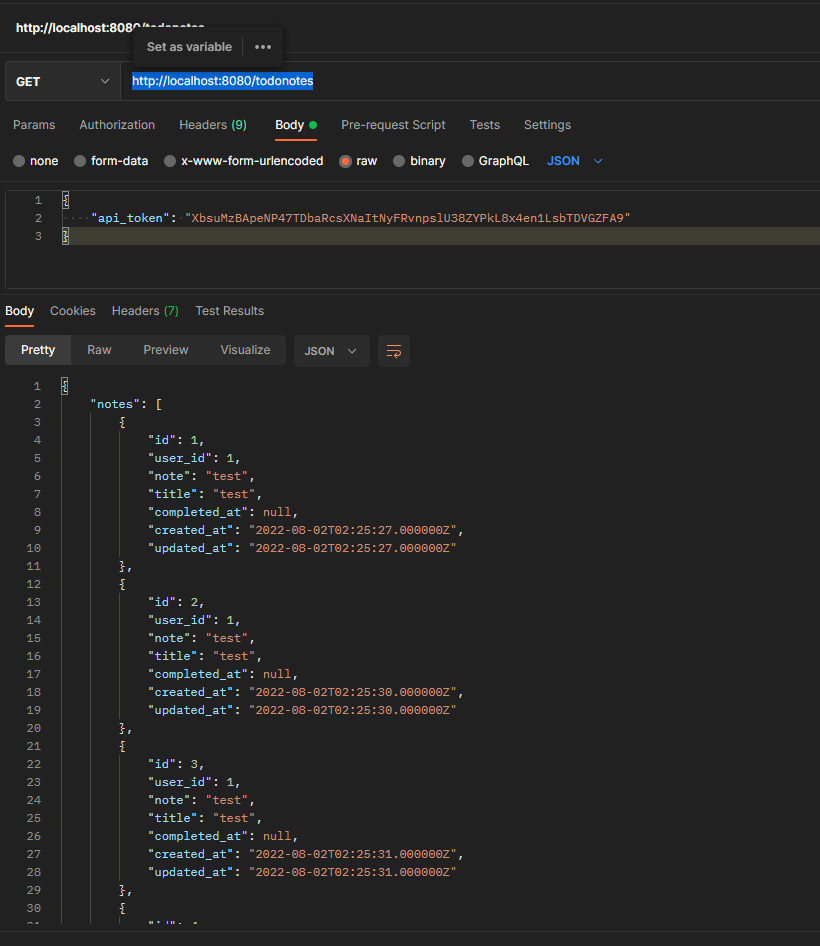 http://localhost:8080/todonotes
Set as variable
GET http://localhost:8080/todonotes
Params Authorization Headers (9) Body Pre-request Script Tests Settings
none form-data x-www-form-urlencoded raw binary GraphQL JSON
1 {
2 "api_token": "XbsuMzBApeNP47TDbaRcsXNaItNyFRvnpslU38ZYPkL8x4en1LsbTDVGZFA9"
3 }
Body Cookies Headers (7) Test Results
Pretty Raw Preview Visualize JSON
1 {
2 "notes": [
3 {
4 "id": 1,
5 "user_id": 1,
6 "note": "test",
7 "title": "test",
8 "completed_at": null,
9 "created_at": "2022-08-02T02:25:27.000000Z",
10 "updated_at": "2022-08-02T02:25:27.000000Z"
11 },
12 {
13 "id": 2,
14 "user_id": 1,
15 "note": "test",
16 "title": "test",
17 "completed_at": null,
18 "created_at": "2022-08-02T02:25:30.000000Z",
19 "updated_at": "2022-08-02T02:25:30.000000Z"
20 },
21 {
22 "id": 3,
23 "user_id": 1,
24 "note": "test",
25 "title": "test",
26 "completed_at": null,
27 "created_at": "2022-08-02T02:25:31.000000Z",
28 "updated_at": "2022-08-02T02:25:31.000000Z"
29 },
30 {